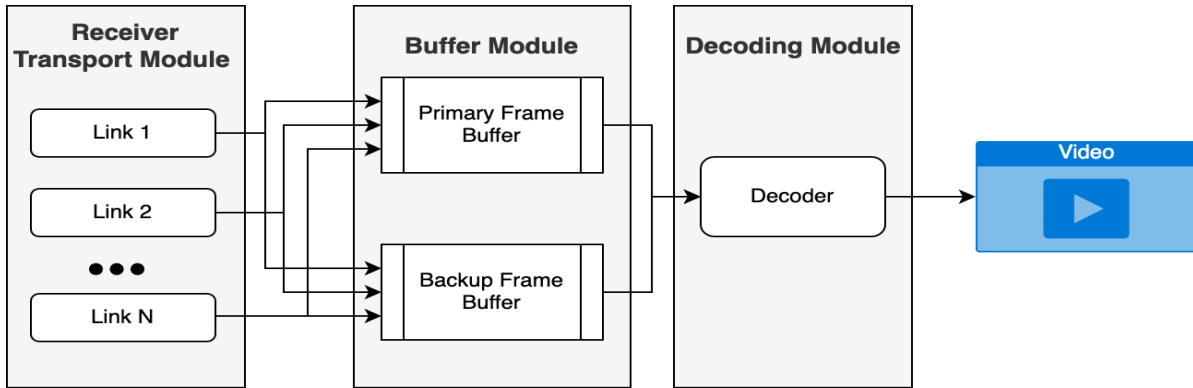 Receiver
Transport Module
Link 1
Link 2
Link N
Buffer Module
Primary Frame
Buffer
Backup Frame
Buffer
Decoding Module
Decoder
Video